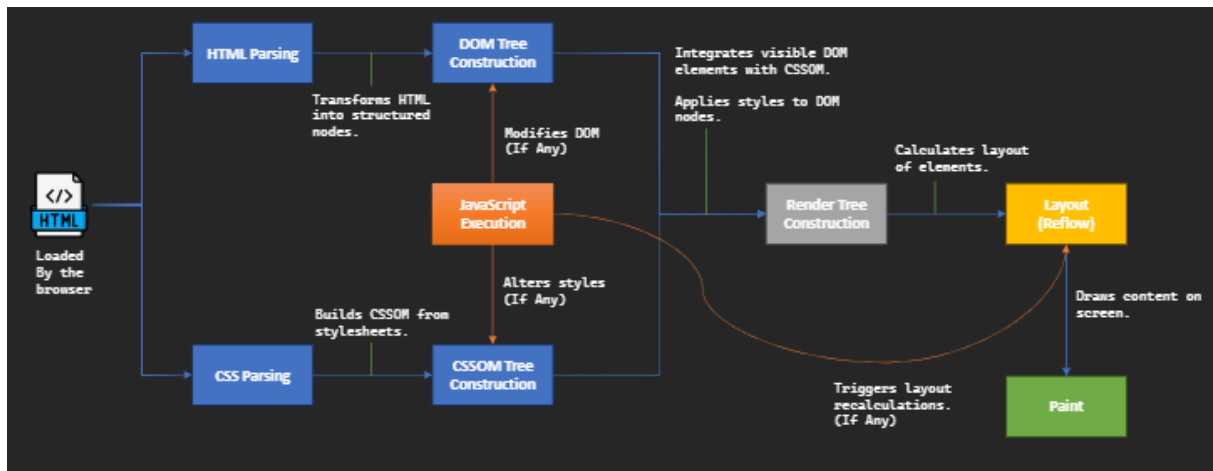 HTML Parsing
DOM Tree
Construction
Integrates visible DOM
elements with CSSOM.
Applies styles to DOM
nodes.
Transforms HTML
into structured
nodes.
Modifies DOM
(If Any)
Calculates layout
of elements.
</>
HTML
Loaded
By the
browser
JavaScript
Execution
Render Tree
Construction
Layout
(Reflow)
Alters styles
(If Any)
Builds CSSOM from
stylesheets.
Draws content on
screen.
CSS Parsing
CSSOM Tree
Construction
Triggers layout
recalculations.
(If Any)
Paint